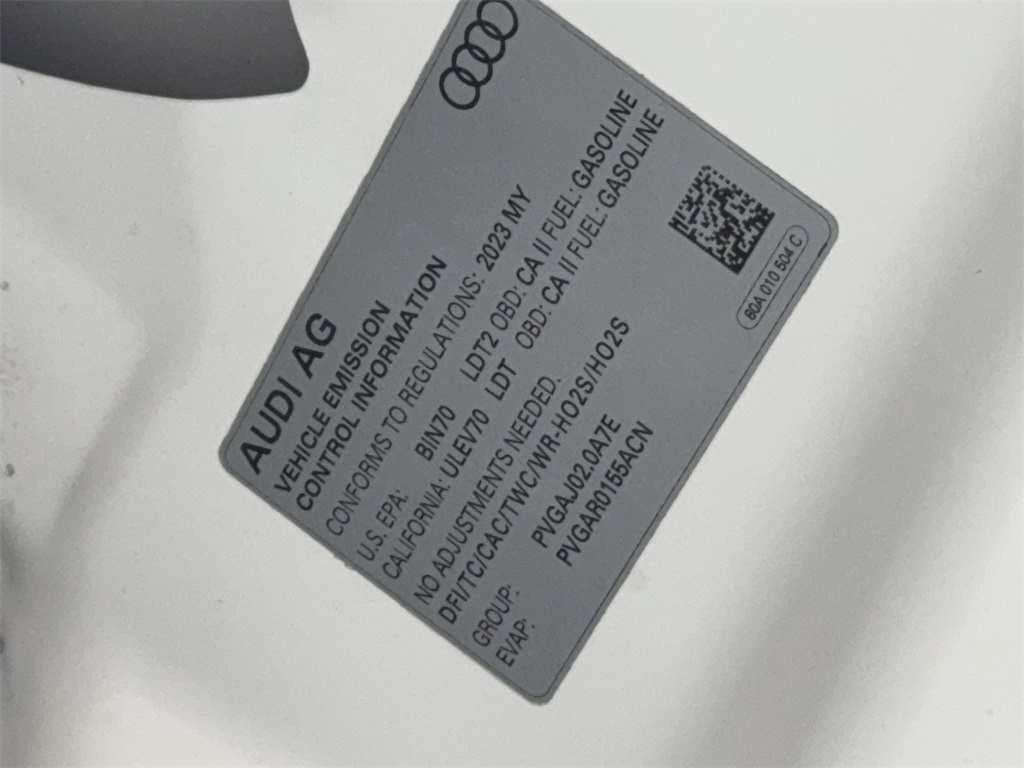 AUDI AG
VEHICLE EMISSION
CONTROL INFORMATION
CONFORMS TO REGULATIONS: 2023 MY
U.S. EPA: BIN70 LDT2 OBD: CA II FUEL: GASOLINE
CALIFORNIA: ULEV70 LDT OBD: CA II FUEL: GASOLINE
NO ADJUSTMENTS NEEDED.
DFI/TC/CAC/TWC/WR-HO2S/HO2S
GROUP: PVGAJ02.0A7E
EVAP: PVGAR0155ACN
80A 010 504 C